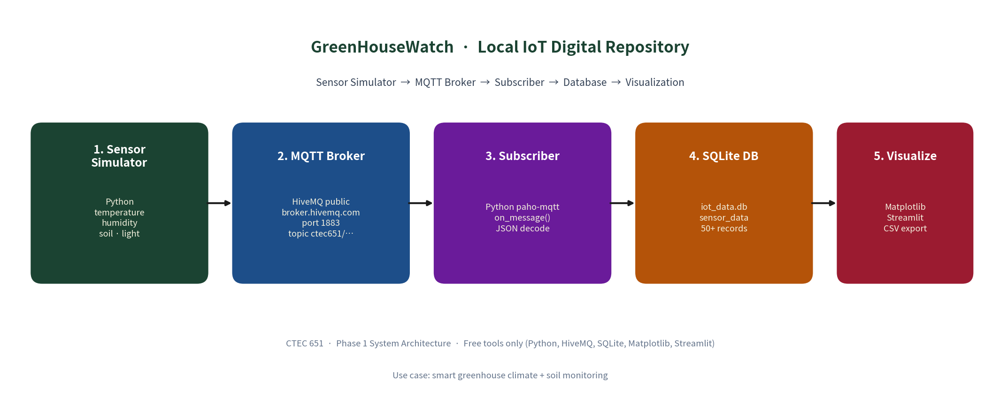 GreenHouseWatch · Local IoT Digital Repository
Sensor Simulator → MQTT Broker → Subscriber → Database → Visualization
1. Sensor
Simulator
Python
temperature
humidity
soil · light
2. MQTT Broker
HiveMQ public
broker.hivemq.com
port 1883
topic ctec651/⋯
3. Subscriber
Python paho-mqtt
on_message()
JSON decode
4. SQLite DB
iot_data.db
sensor_data
50+ records
5. Visualize
Matplotlib
Streamlit
CSV export
CTEC 651 · Phase 1 System Architecture · Free tools only (Python, HiveMQ, SQLite, Matplotlib, Streamlit)
Use case: smart greenhouse climate + soil monitoring